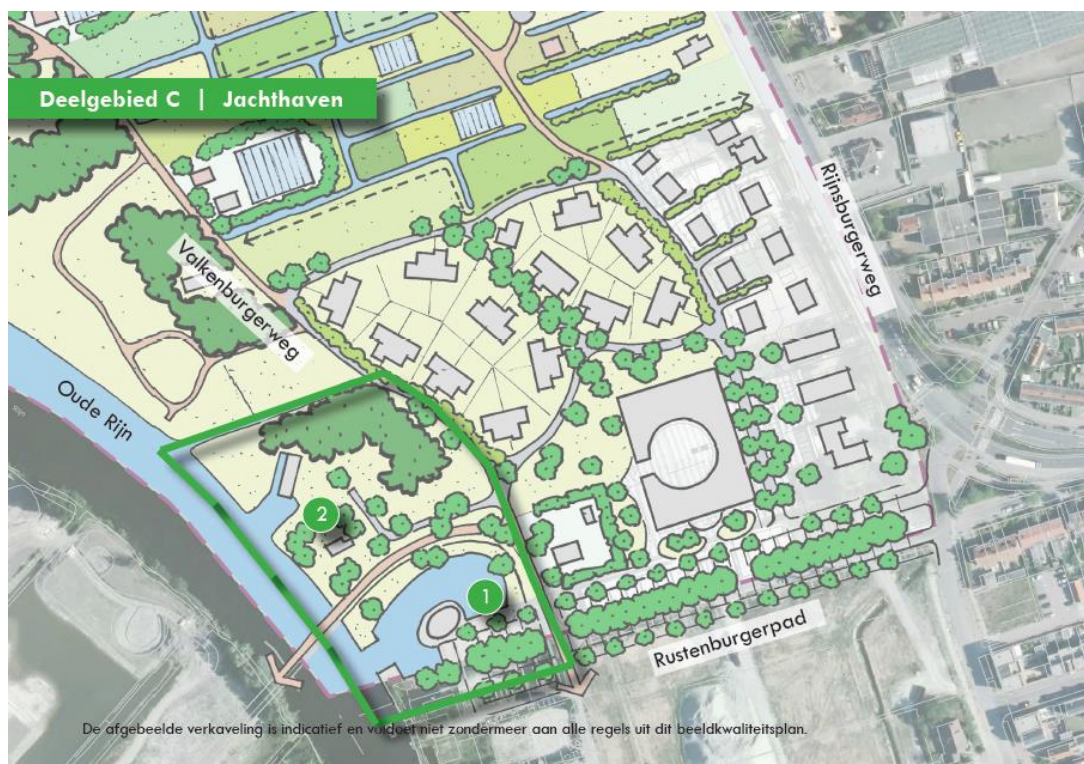 Deelgebied C | Jachthaven
Rijnsburgerweg
Valkenburgerweg
Oude Rijn
2
1
Rustenburgerpad
De afgebeelde verkaveling is indicatief en voldoet niet zondermeer aan alle regels uit dit beeldkwaliteitsplan.